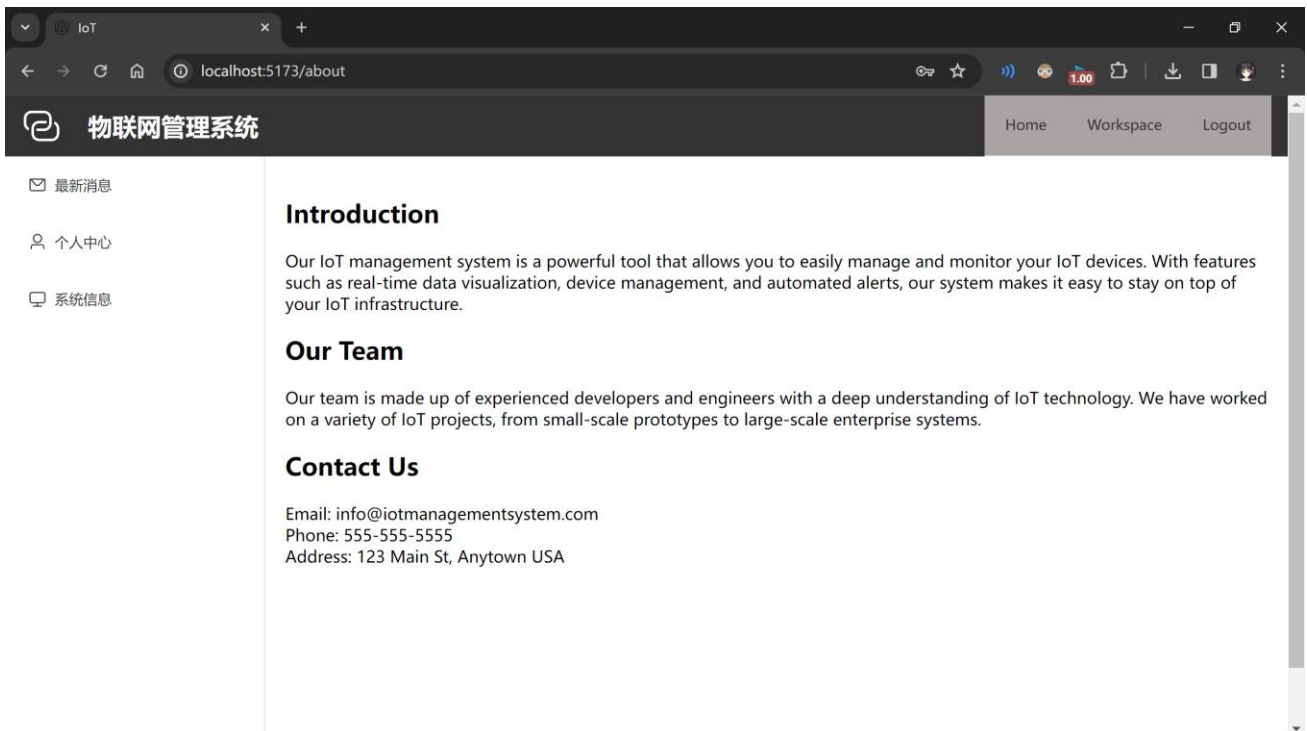 IoT
localhost:5173/about
1.00
物联网管理系统
Home Workspace Logout
最新消息
个人中心
系统信息
Introduction
Our IoT management system is a powerful tool that allows you to easily manage and monitor your IoT devices. With features
such as real-time data visualization, device management, and automated alerts, our system makes it easy to stay on top of
your IoT infrastructure.
Our Team
Our team is made up of experienced developers and engineers with a deep understanding of IoT technology. We have worked
on a variety of IoT projects, from small-scale prototypes to large-scale enterprise systems.
Contact Us
Email: info@iotmanagementsystem.com
Phone: 555-555-5555
Address: 123 Main St, Anytown USA